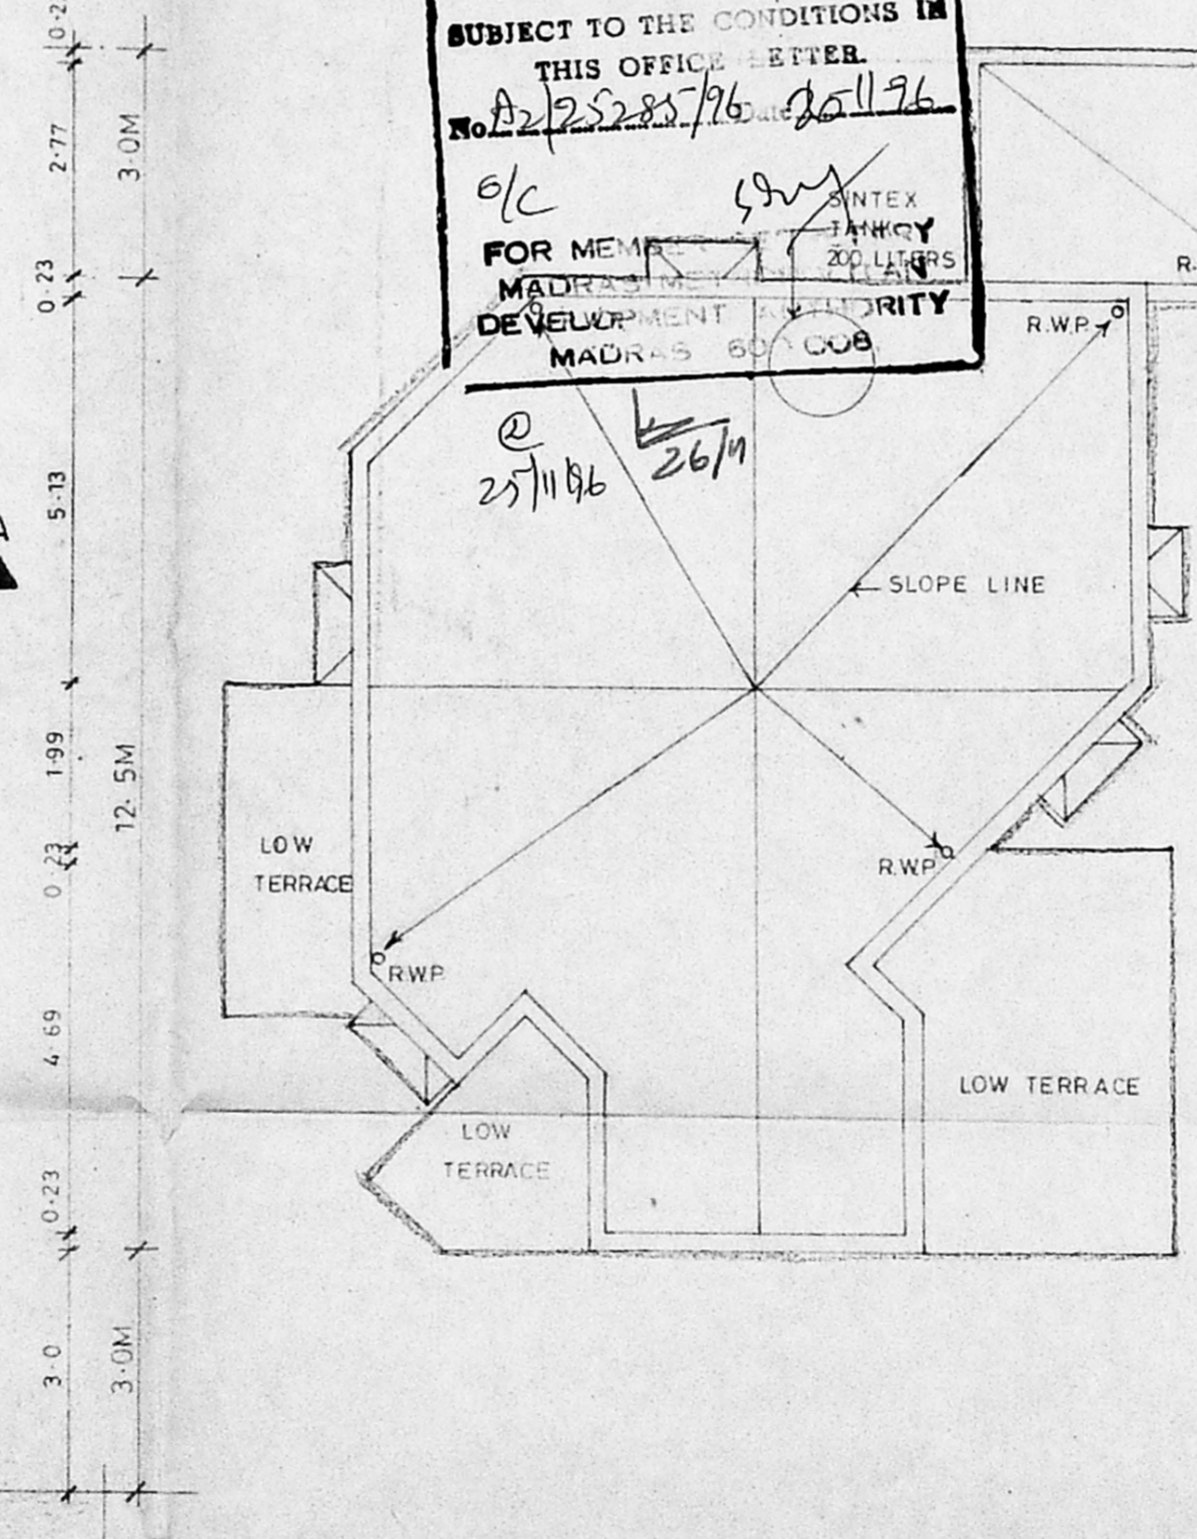 SUBJECT TO THE CONDITIONS IN
THIS OFFICE LETTER.
No. A2/25285/96 Date 25-11-96
O/C
FOR MEMBER
MADRAS METROPOLITAN
DEVELOPMENT AUTHORITY
MADRAS 600 008
SINTEX
TANK
200 LITERS
R.W.P.
25/11/96
26/11
SLOPE LINE
LOW
TERRACE
R.W.P.
R.W.P.
LOW TERRACE
LOW
TERRACE
0.2
2.77
0.23
5.13
1.99
0.23
4.69
0.23
3.0
3.0M
12.5M
3.0M
A
R.